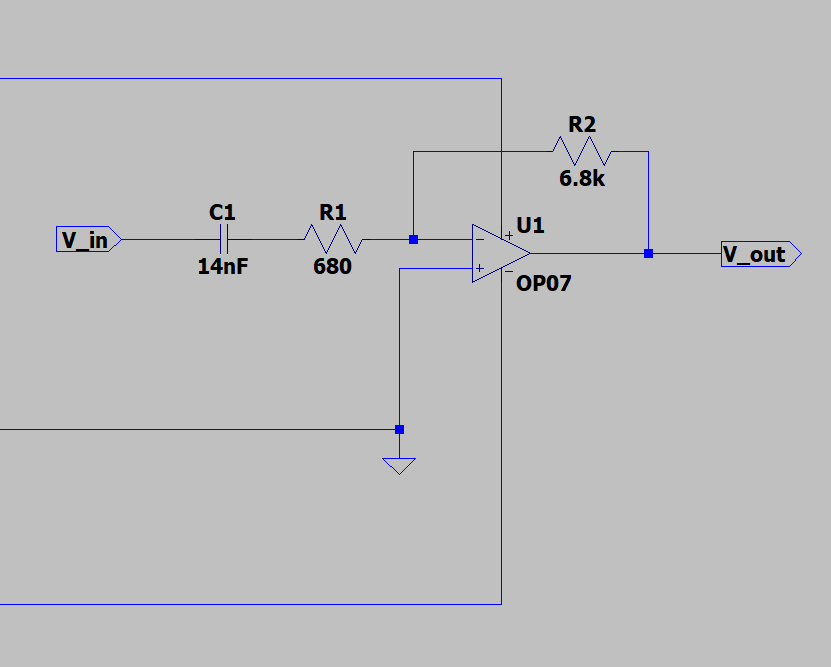 R2
6.8k
C1
R1
U1
V_in
14nF
680
OP07
V_out